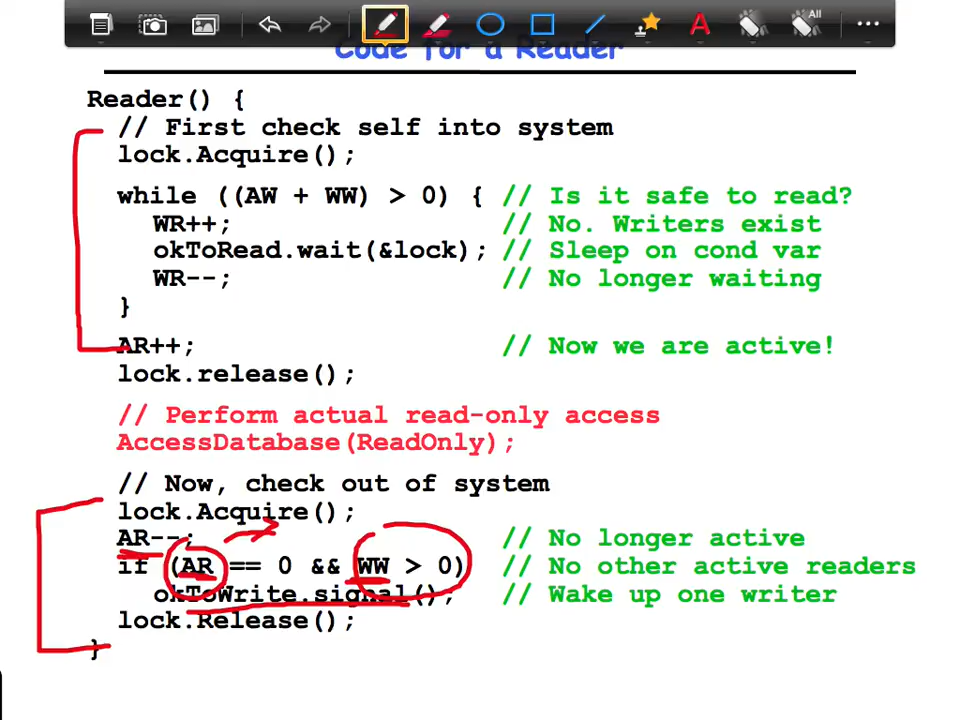 All
A
Code for a Reader
Reader() {
// First check self into system
lock.Acquire();
while ((AW + WW) > 0) { // Is it safe to read?
WR++; // No. Writers exist
okToRead.wait(&lock); // Sleep on cond var
WR--; // No longer waiting
}
AR++; // Now we are active!
lock.release();
// Perform actual read-only access
AccessDatabase(ReadOnly);
// Now, check out of system
lock.Acquire();
AR--; // No longer active
if (AR == 0 && WW > 0) // No other active readers
okToWrite.signal(); // Wake up one writer
lock.Release();
}